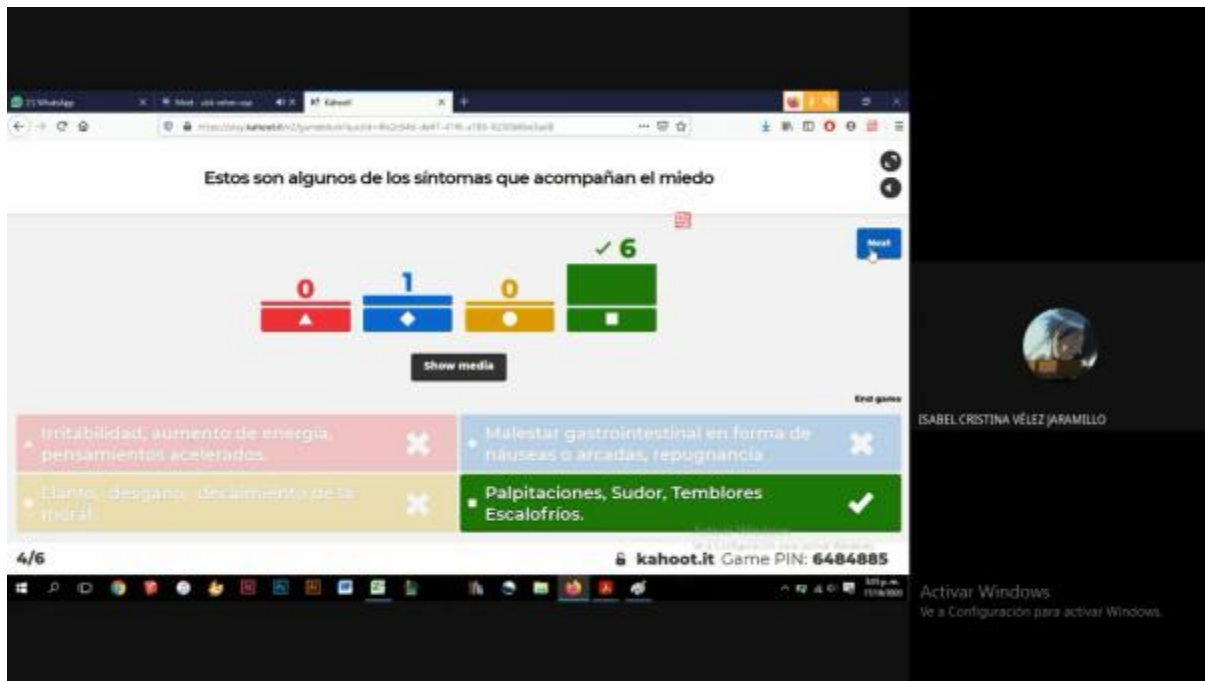 WhatsApp
Kahoot!
Estos son algunos de los síntomas que acompañan el miedo
Next
0
1
0
✓ 6
Show media
End game
Irritabilidad, aumento de energía,
pensamientos acelerados.
Malestar gastrointestinal en forma de
náuseas o arcadas, repugnancia
Llanto, desgano, decaimiento de la
moral.
Palpitaciones, Sudor, Temblores
Escalofríos.
4/6
kahoot.it Game PIN: 6484885
ISABEL CRISTINA VÉLEZ JARAMILLO
Activar Windows
Ve a Configuración para activar Windows.